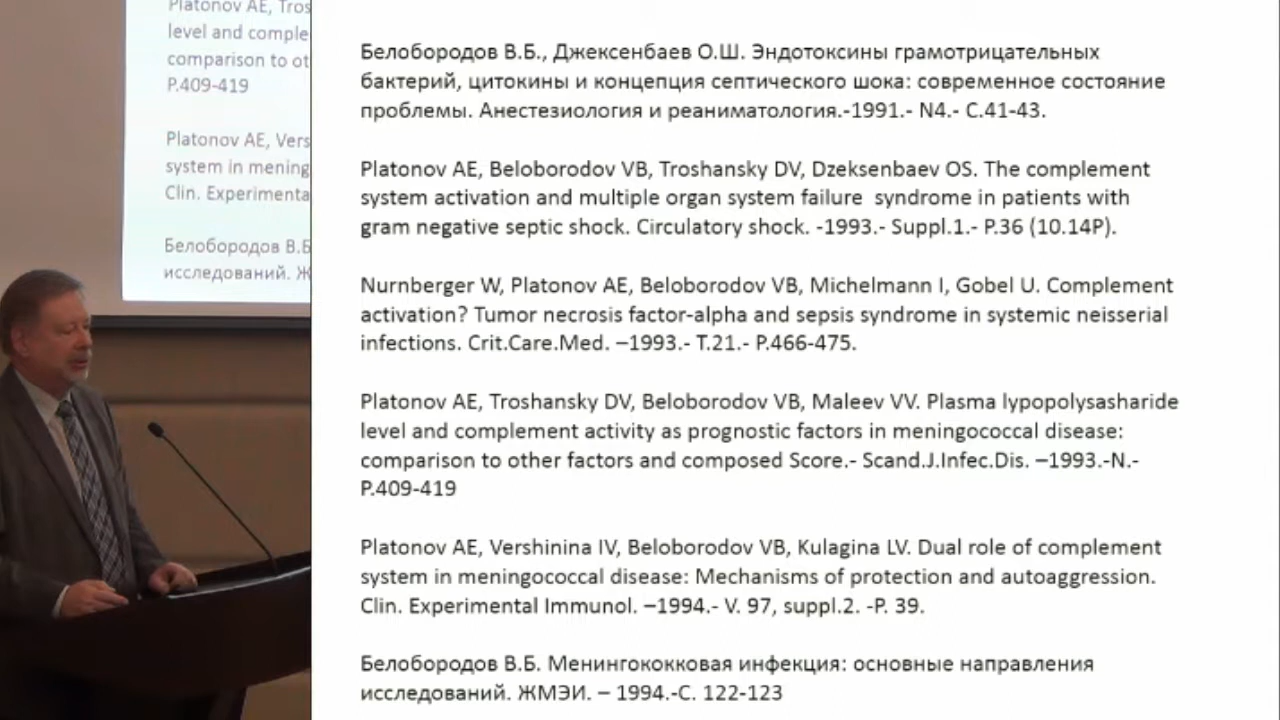 Platonov AE, Tros
level and comple
comparison to ot
P.409-419
Platonov AE, Vers
system in mening
Clin. Experimenta
Белобородов В.Б
исследований. Ж
Белобородов В.Б., Джексенбаев О.Ш. Эндотоксины грамотрицательных
бактерий, цитокины и концепция септического шока: современное состояние
проблемы. Анестезиология и реаниматология.-1991.- N4.- С.41-43.
Platonov AE, Beloborodov VB, Troshansky DV, Dzeksenbaev OS. The complement
system activation and multiple organ system failure  syndrome in patients with
gram negative septic shock. Circulatory shock. -1993.- Suppl.1.- P.36 (10.14P).
Nurnberger W, Platonov AE, Beloborodov VB, Michelmann I, Gobel U. Complement
activation? Tumor necrosis factor-alpha and sepsis syndrome in systemic neisserial
infections. Crit.Care.Med. –1993.- T.21.- P.466-475.
Platonov AE, Troshansky DV, Beloborodov VB, Maleev VV. Plasma lypopolysasharide
level and complement activity as prognostic factors in meningococcal disease:
comparison to other factors and composed Score.- Scand.J.Infec.Dis. –1993.-N.-
P.409-419
Platonov AE, Vershinina IV, Beloborodov VB, Kulagina LV. Dual role of complement
system in meningococcal disease: Mechanisms of protection and autoaggression.
Clin. Experimental Immunol. –1994.- V. 97, suppl.2. -P. 39.
Белобородов В.Б. Менингококковая инфекция: основные направления
исследований. ЖМЭИ. – 1994.-С. 122-123